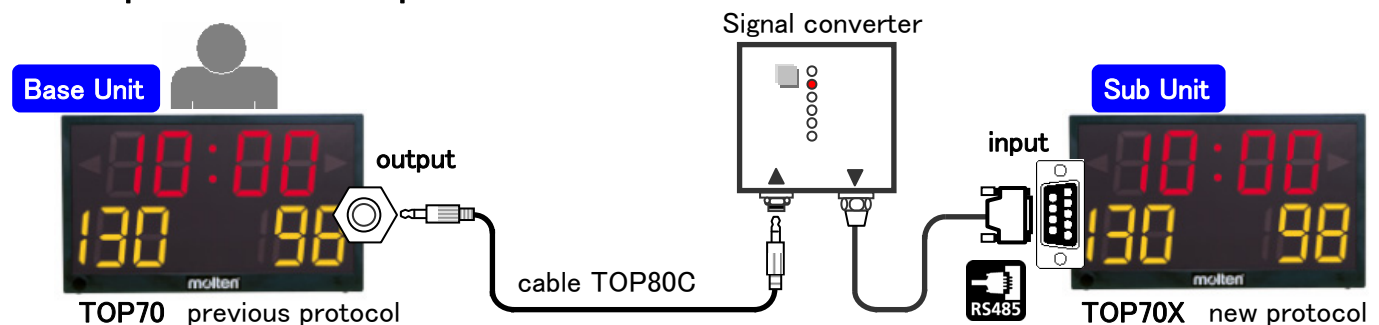 Signal converter
Base Unit
Sub Unit
10:00
130 98
molten
output
input
10:00
130 98
molten
cable TOP80C
RS485
TOP70 previous protocol
TOP70X new protocol